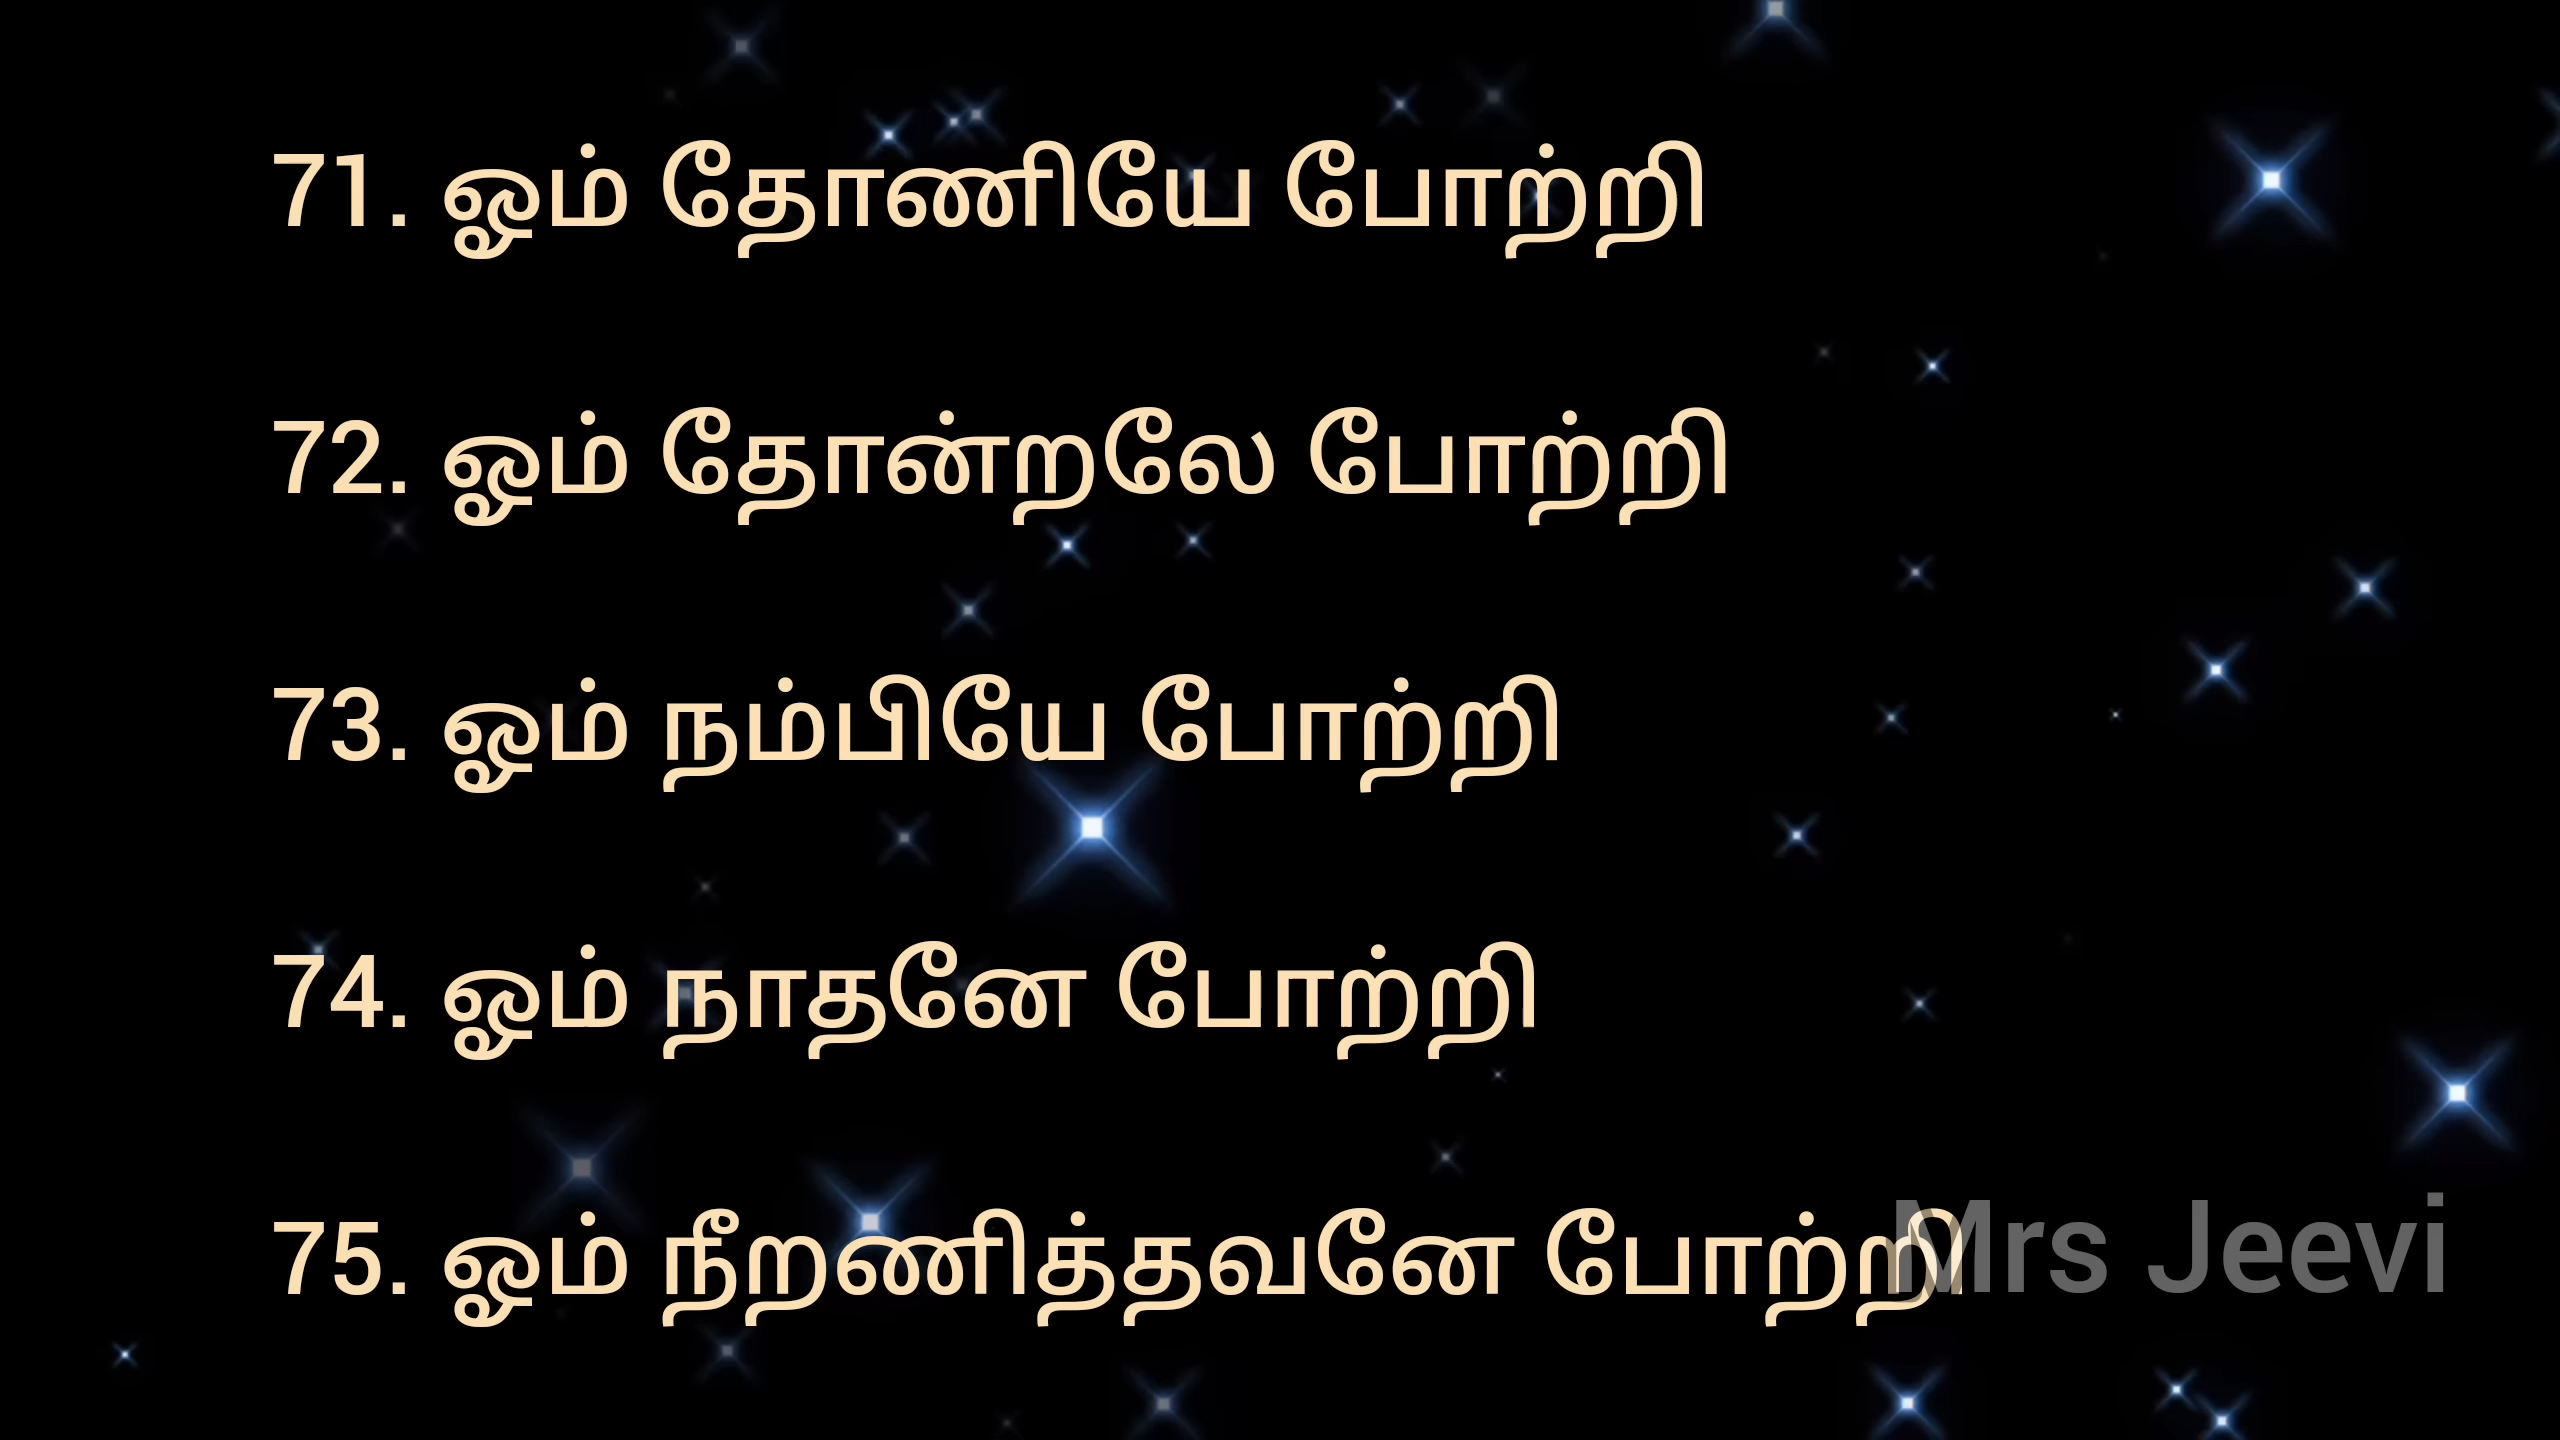 71. ஓம் தோணியே போற்றி
72. ஓம் தோன்றலே போற்றி
73. ஓம் நம்பியே போற்றி
74. ஓம் நாதனே போற்றி
75. ஓம் நீறணித்தவனே போற்றி
Mrs Jeevi